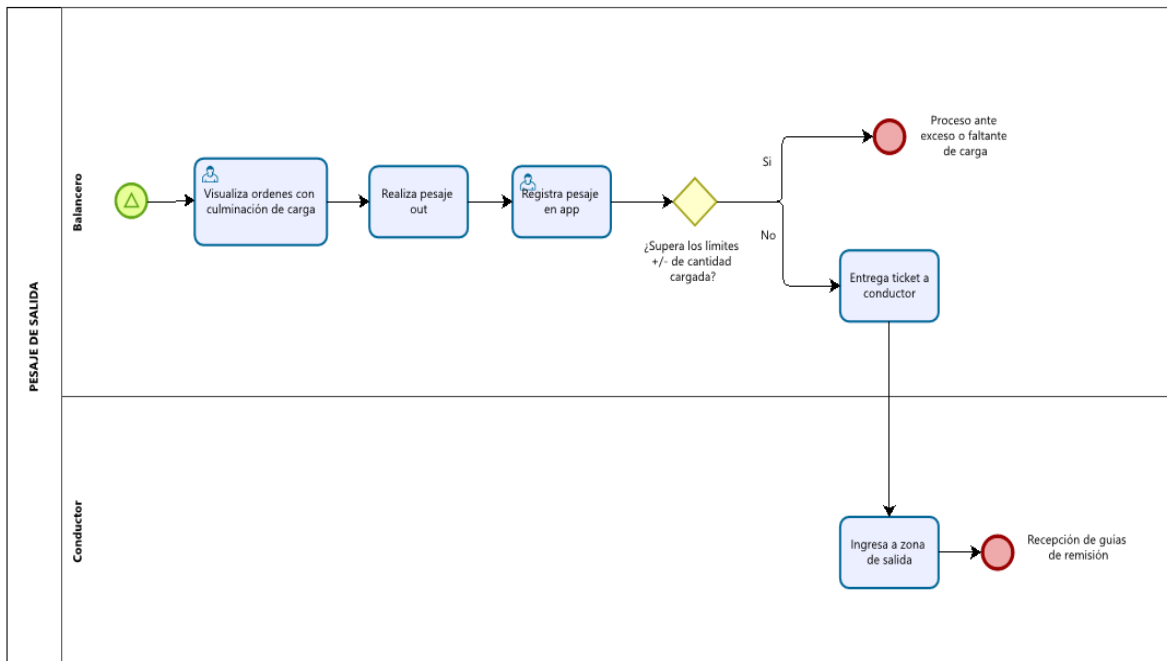 PESAJE DE SALIDA
Balancero
Visualiza ordenes con
culminación de carga
Realiza pesaje
out
Registra pesaje
en app
¿Supera los limites
+/- de cantidad
cargada?
Si
No
Proceso ante
exceso o faltante
de carga
Entrega ticket a
conductor
Conductor
Ingresa a zona
de salida
Recepción de guias
de remisión